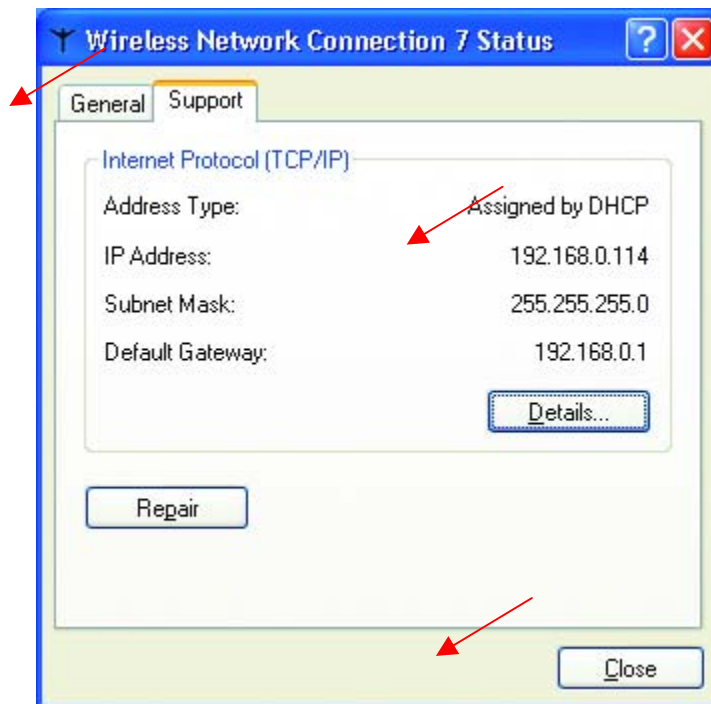 Wireless Network Connection 7 Status
General Support
Internet Protocol (TCP/IP)
Address Type: Assigned by DHCP
IP Address: 192.168.0.114
Subnet Mask: 255.255.255.0
Default Gateway: 192.168.0.1
Details...
Repair
Close